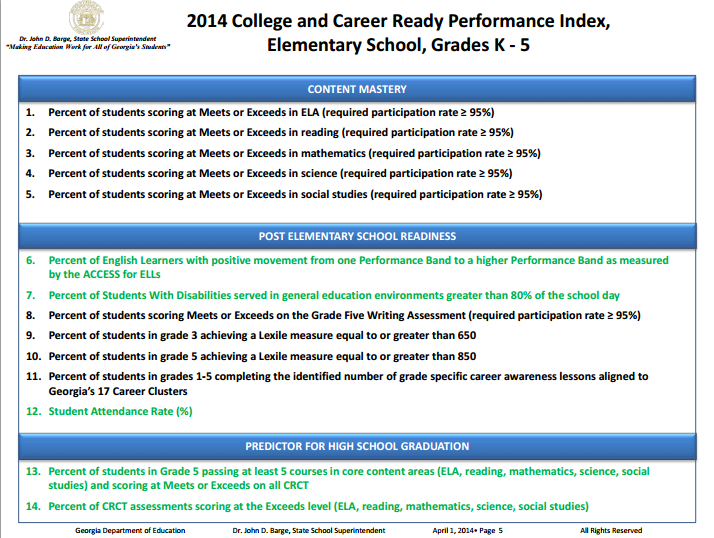 2014 College and Career Ready Performance Index,
Elementary School, Grades K - 5
Dr. John D. Barge, State School Superintendent
“Making Education Work for All of Georgia’s Students”
CONTENT MASTERY
1. Percent of students scoring at Meets or Exceeds in ELA (required participation rate ≥ 95%)
2. Percent of students scoring at Meets or Exceeds in reading (required participation rate ≥ 95%)
3. Percent of students scoring at Meets or Exceeds in mathematics (required participation rate ≥ 95%)
4. Percent of students scoring at Meets or Exceeds in science (required participation rate ≥ 95%)
5. Percent of students scoring at Meets or Exceeds in social studies (required participation rate ≥ 95%)
POST ELEMENTARY SCHOOL READINESS
6. Percent of English Learners with positive movement from one Performance Band to a higher Performance Band as measured
by the ACCESS for ELLs
7. Percent of Students With Disabilities served in general education environments greater than 80% of the school day
8. Percent of students scoring Meets or Exceeds on the Grade Five Writing Assessment (required participation rate ≥ 95%)
9. Percent of students in grade 3 achieving a Lexile measure equal to or greater than 650
10. Percent of students in grade 5 achieving a Lexile measure equal to or greater than 850
11. Percent of students in grades 1-5 completing the identified number of grade specific career awareness lessons aligned to
Georgia’s 17 Career Clusters
12. Student Attendance Rate (%)
PREDICTOR FOR HIGH SCHOOL GRADUATION
13. Percent of students in Grade 5 passing at least 5 courses in core content areas (ELA, reading, mathematics, science, social
studies) and scoring at Meets or Exceeds on all CRCT
14. Percent of CRCT assessments scoring at the Exceeds level (ELA, reading, mathematics, science, social studies)
Georgia Department of Education Dr. John D. Barge, State School Superintendent April 1, 2014• Page 5 All Rights Reserved